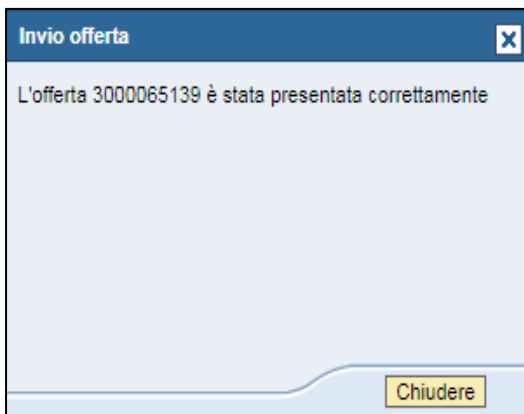 Invio offerta
L'offerta 3000065139 è stata presentata correttamente
Chiudere